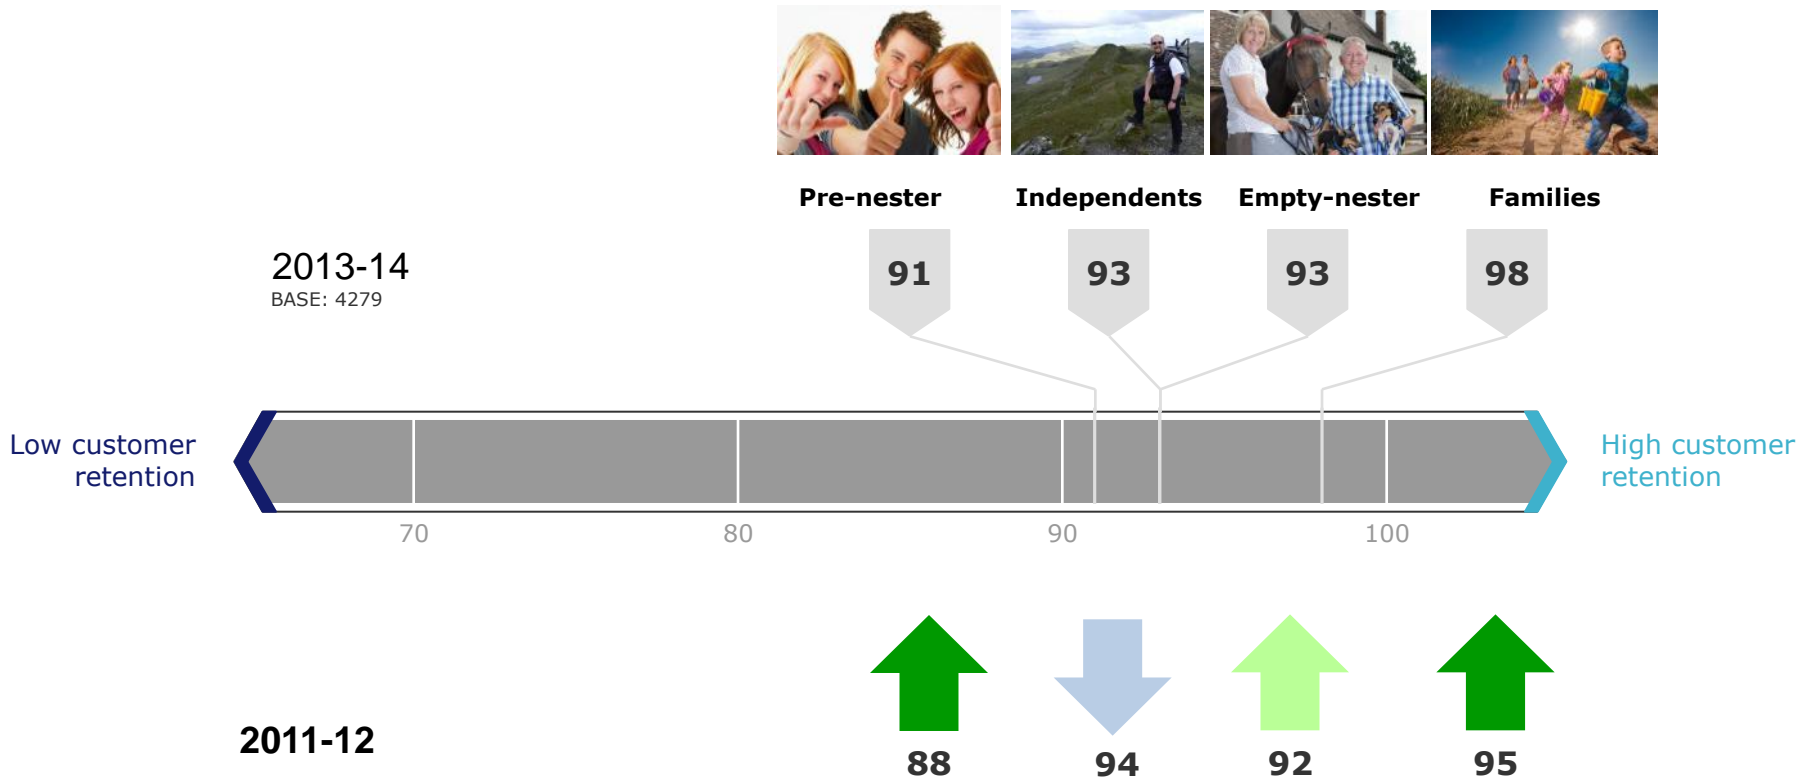 Pre-nester Independents Empty-nester Families
2013-14
BASE: 4279
91 93 93 98
Low customer
retention
High customer
retention
70 80 90 100
2011-12
88 94 92 95